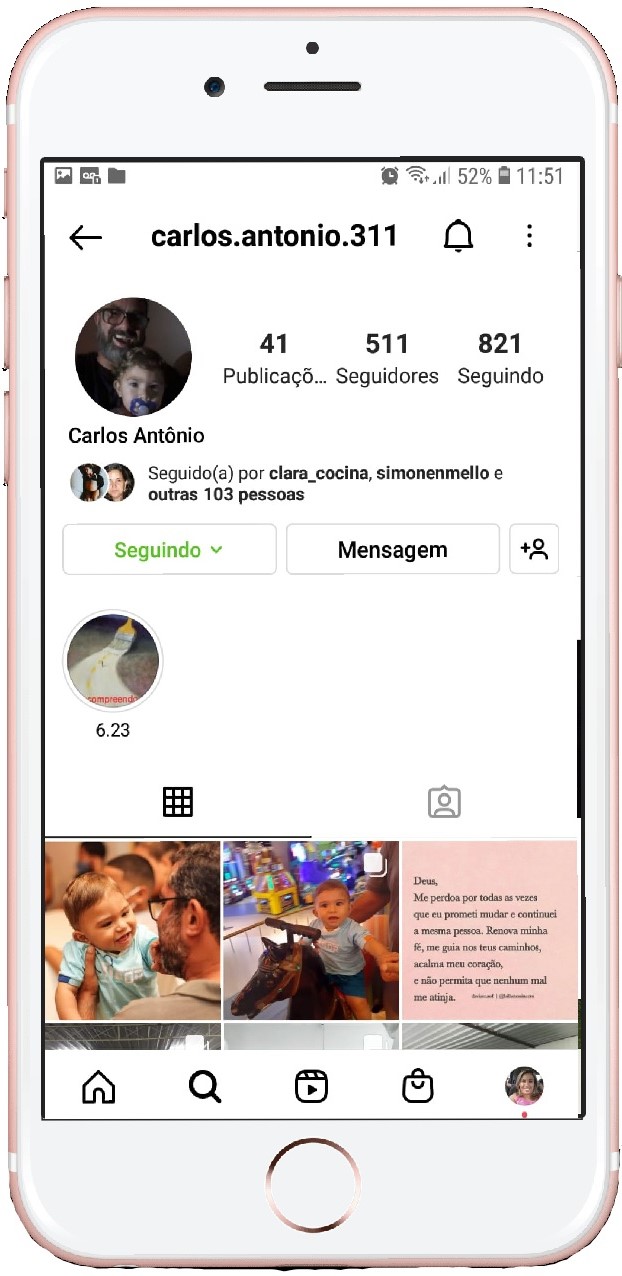 52% 11:51
carlos.antonio.311
41 511 821
Publicaçõ... Seguidores Seguindo
Carlos Antônio
Seguido(a) por clara_cocina, simonenmello e
outras 103 pessoas
Seguindo Mensagem
compreendo
6.23
Deus,
Me perdoa por todas as vezes
que eu prometi mudar e continuei
a mesma pessoa. Renova minha
fé, me guia nos teus caminhos,
acalma meu coração,
e não permita que nenhum mal
me atinja.